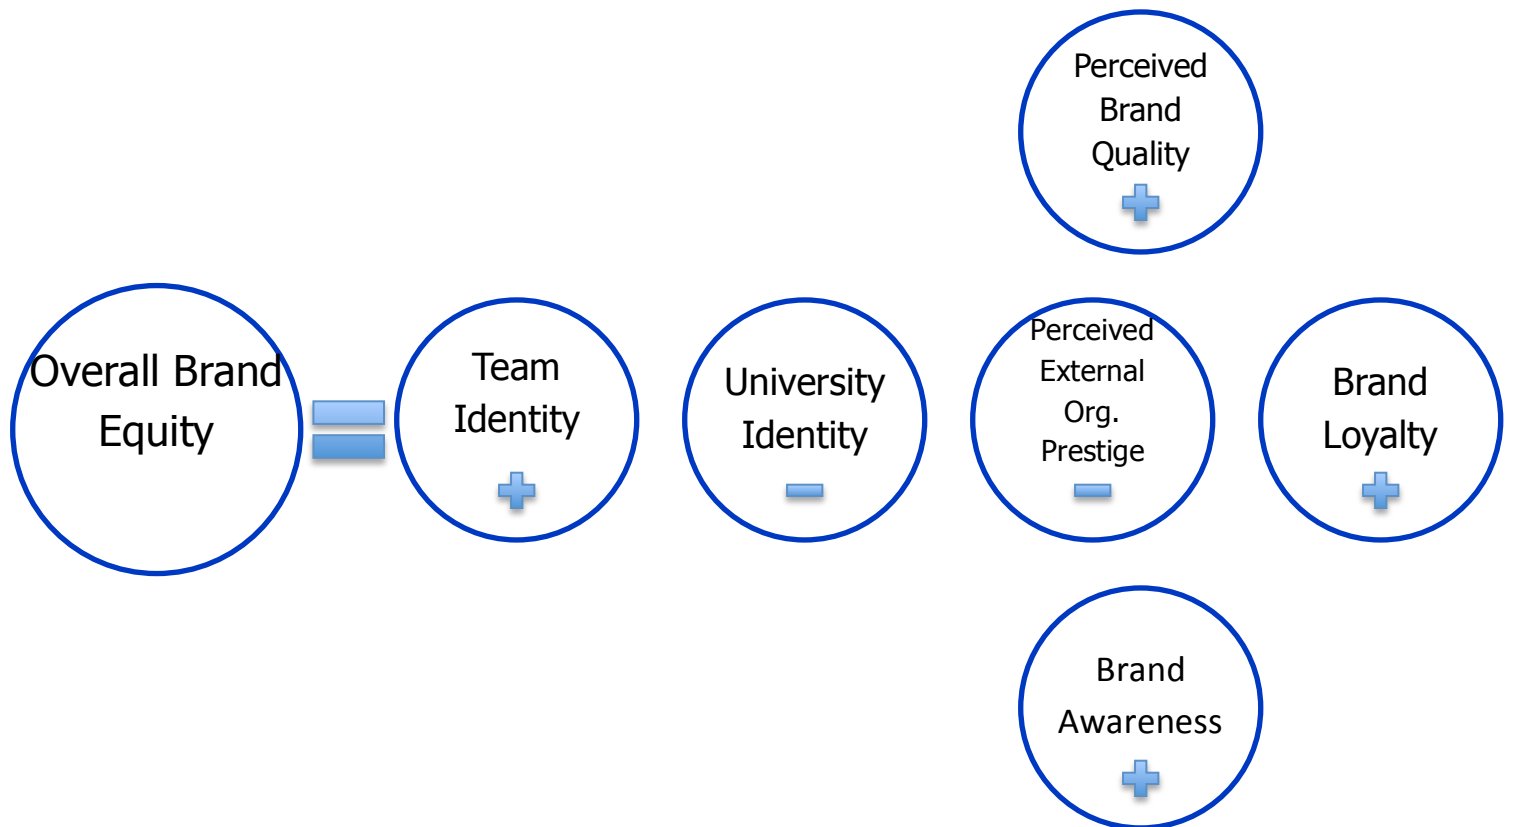 Perceived
Brand
Quality
Overall Brand
Equity
Team
Identity
University
Identity
Perceived
External
Org.
Prestige
Brand
Loyalty
Brand
Awareness